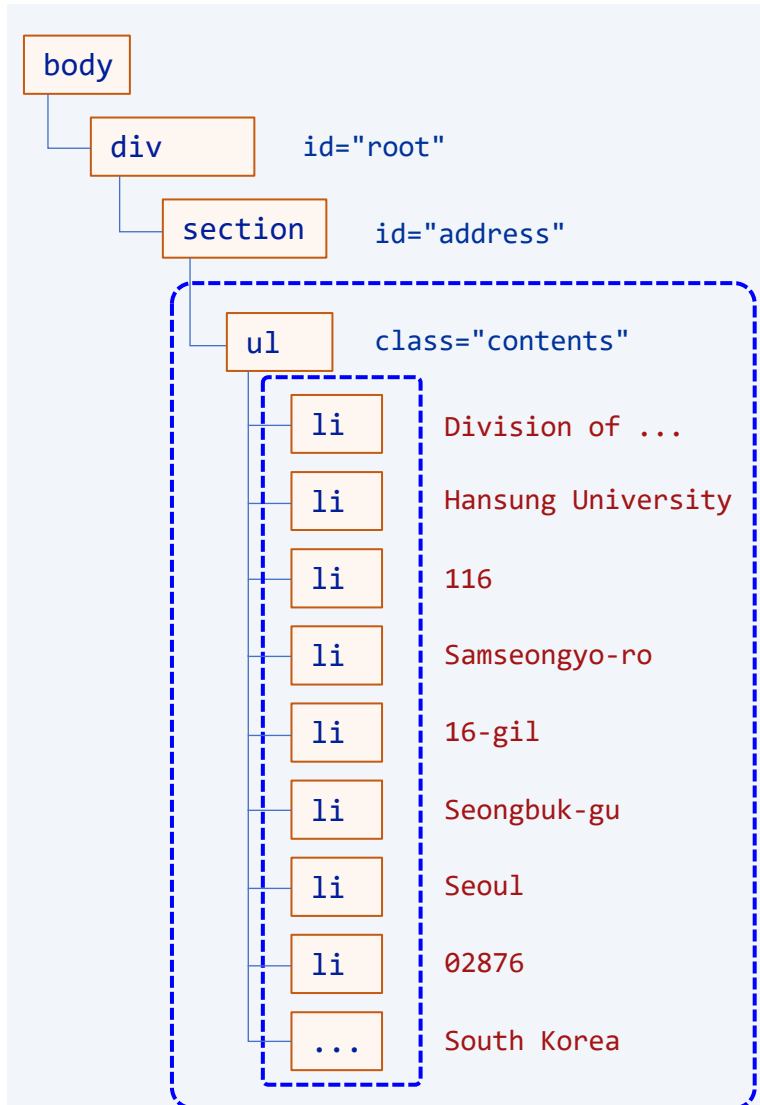 body
div id="root"
section id="address"
ul class="contents"
li Division of ...
li Hansung University
li 116
li Samseongyo-ro
li 16-gil
li Seongbuk-gu
li Seoul
li 02876
... South Korea